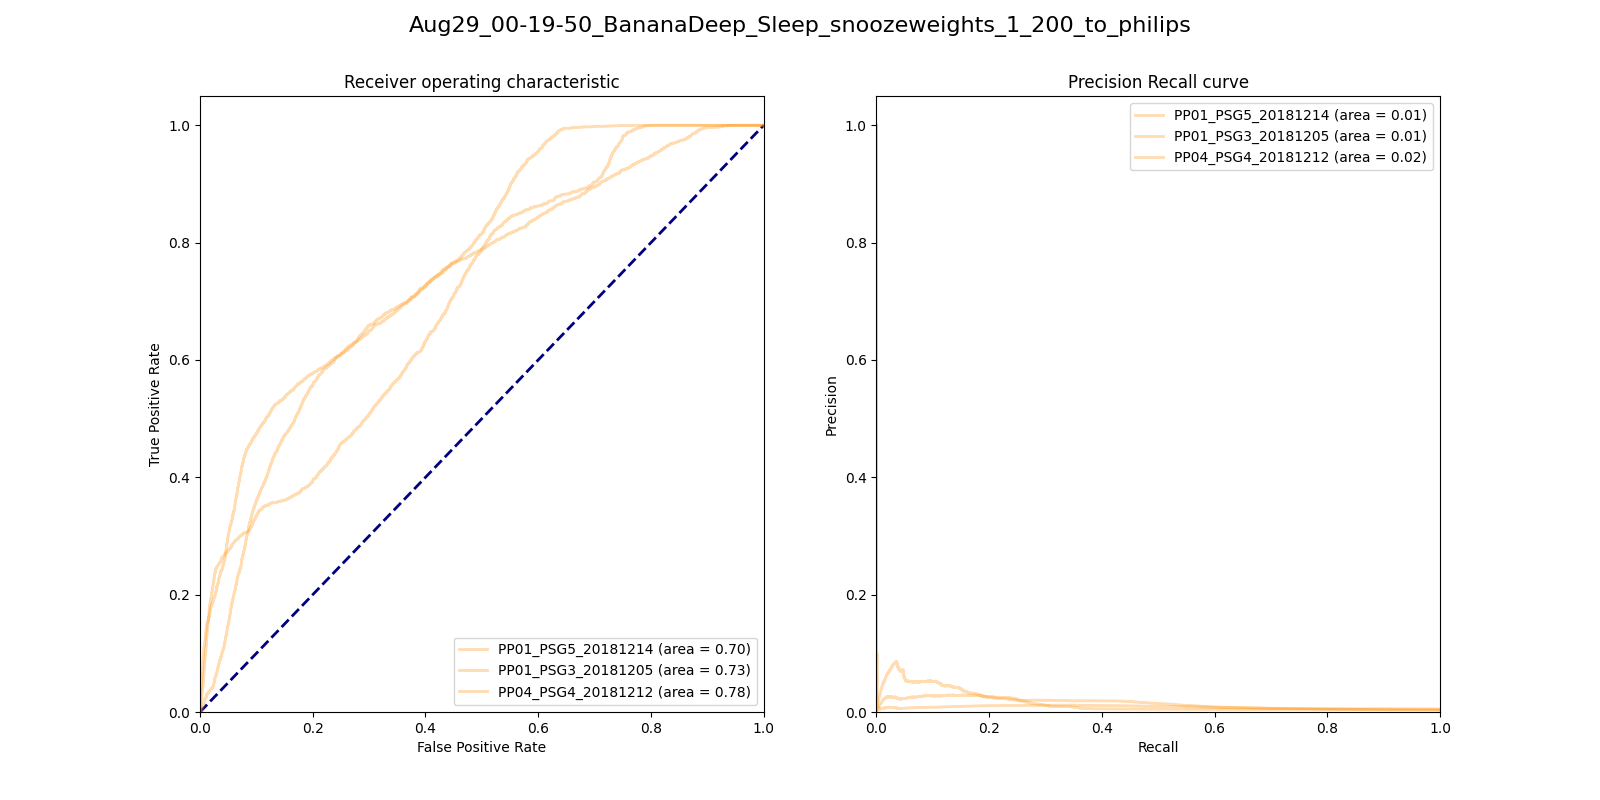 Aug29_00-19-50_BananaDeep_Sleep_snoozeweights_1_200_to_philips
Receiver operating characteristic
1.0
0.8
0.6
0.4
0.2
0.0
True Positive Rate
PP01_PSG5_20181214 (area = 0.70)
PP01_PSG3_20181205 (area = 0.73)
PP04_PSG4_20181212 (area = 0.78)
0.0 0.2 0.4 0.6 0.8 1.0
False Positive Rate
Precision Recall curve
PP01_PSG5_20181214 (area = 0.01)
PP01_PSG3_20181205 (area = 0.01)
PP04_PSG4_20181212 (area = 0.02)
1.0
0.8
0.6
0.4
0.2
0.0
Precision
0.0 0.2 0.4 0.6 0.8 1.0
Recall